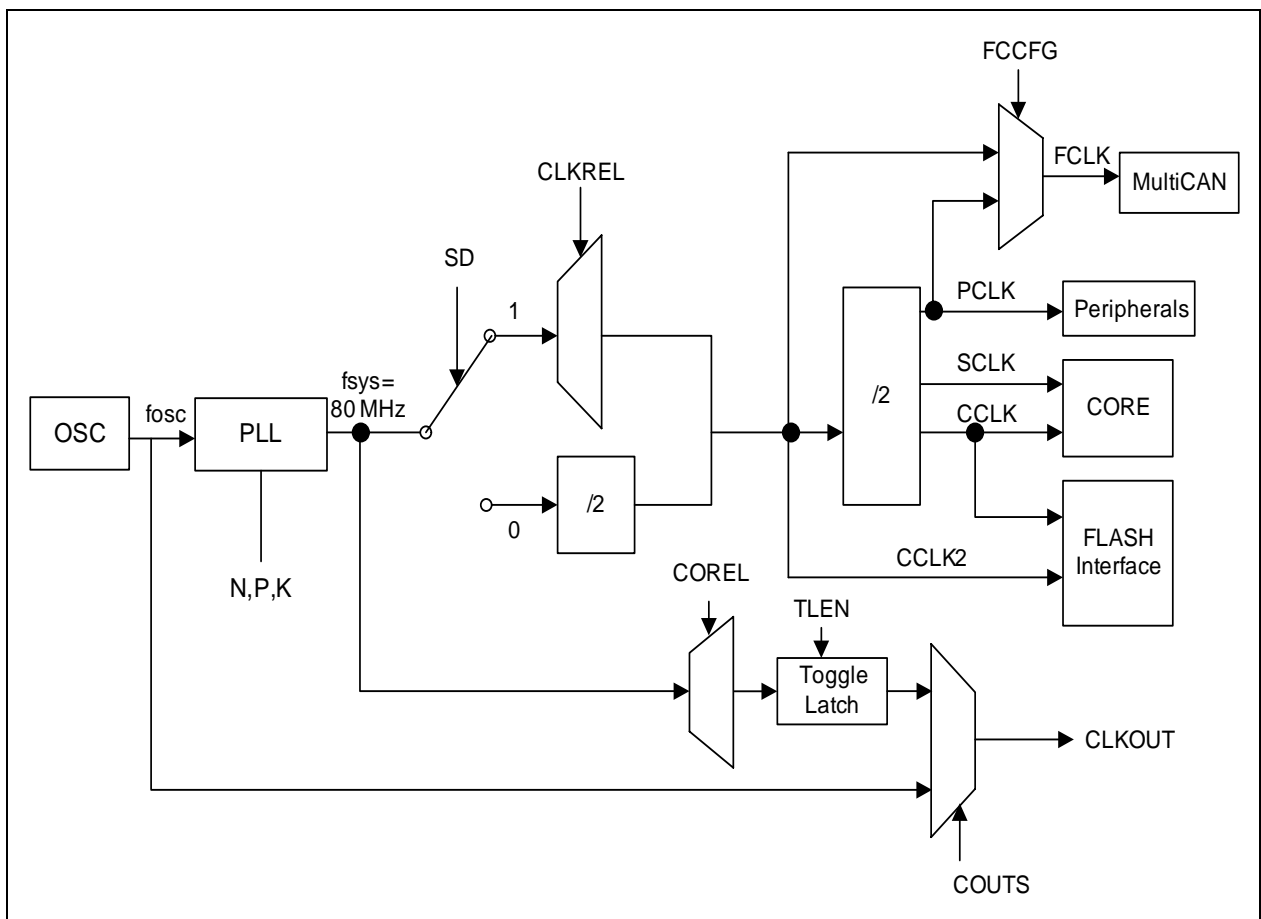 FCCFG
FCLK
MultiCAN
CLKREL
SD
1
PCLK
Peripherals
SCLK
CORE
CCLK
/2
fsys=
80 MHz
fosc
OSC
PLL
/2
0
FLASH
Interface
CCLK2
N,P,K
COREL
TLEN
Toggle
Latch
CLKOUT
COUTS